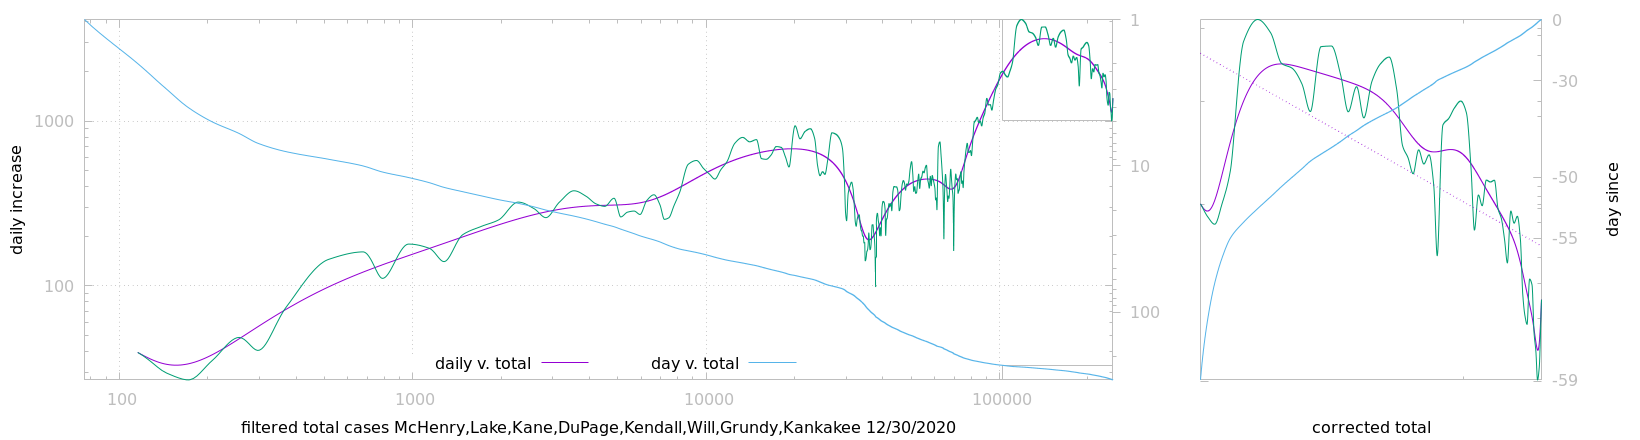 1000
100
daily increase
100
1000
10000
100000
daily v. total
day v. total
1
10
100
filtered total cases McHenry,Lake,Kane,DuPage,Kendall,Will,Grundy,Kankakee 12/30/2020
0
-30
-50
-55
-59
day since
corrected total